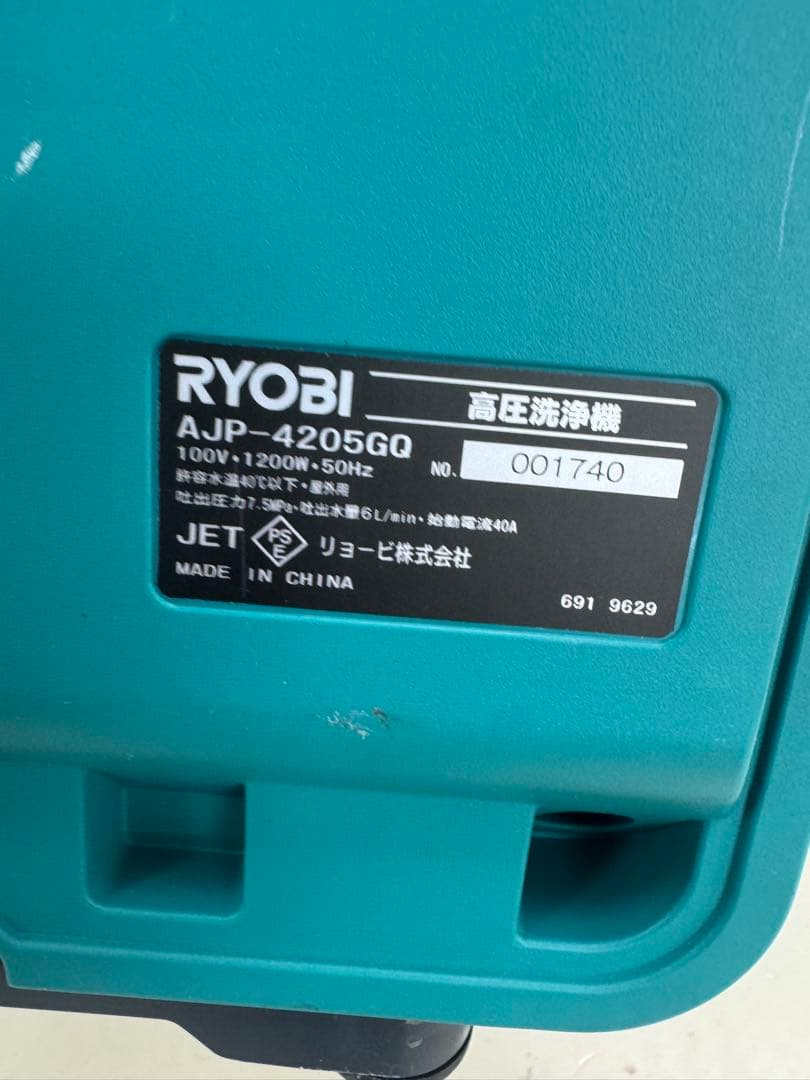 RYOBI 高圧洗浄機
AJP-4205GQ
100V・1200W・50Hz NO. 001740
許容水温40℃以下・屋外用
吐出圧力7.5MPa・吐出水量6L/min・始動電流40A
JET PSE リョービ株式会社
MADE IN CHINA
691 9629